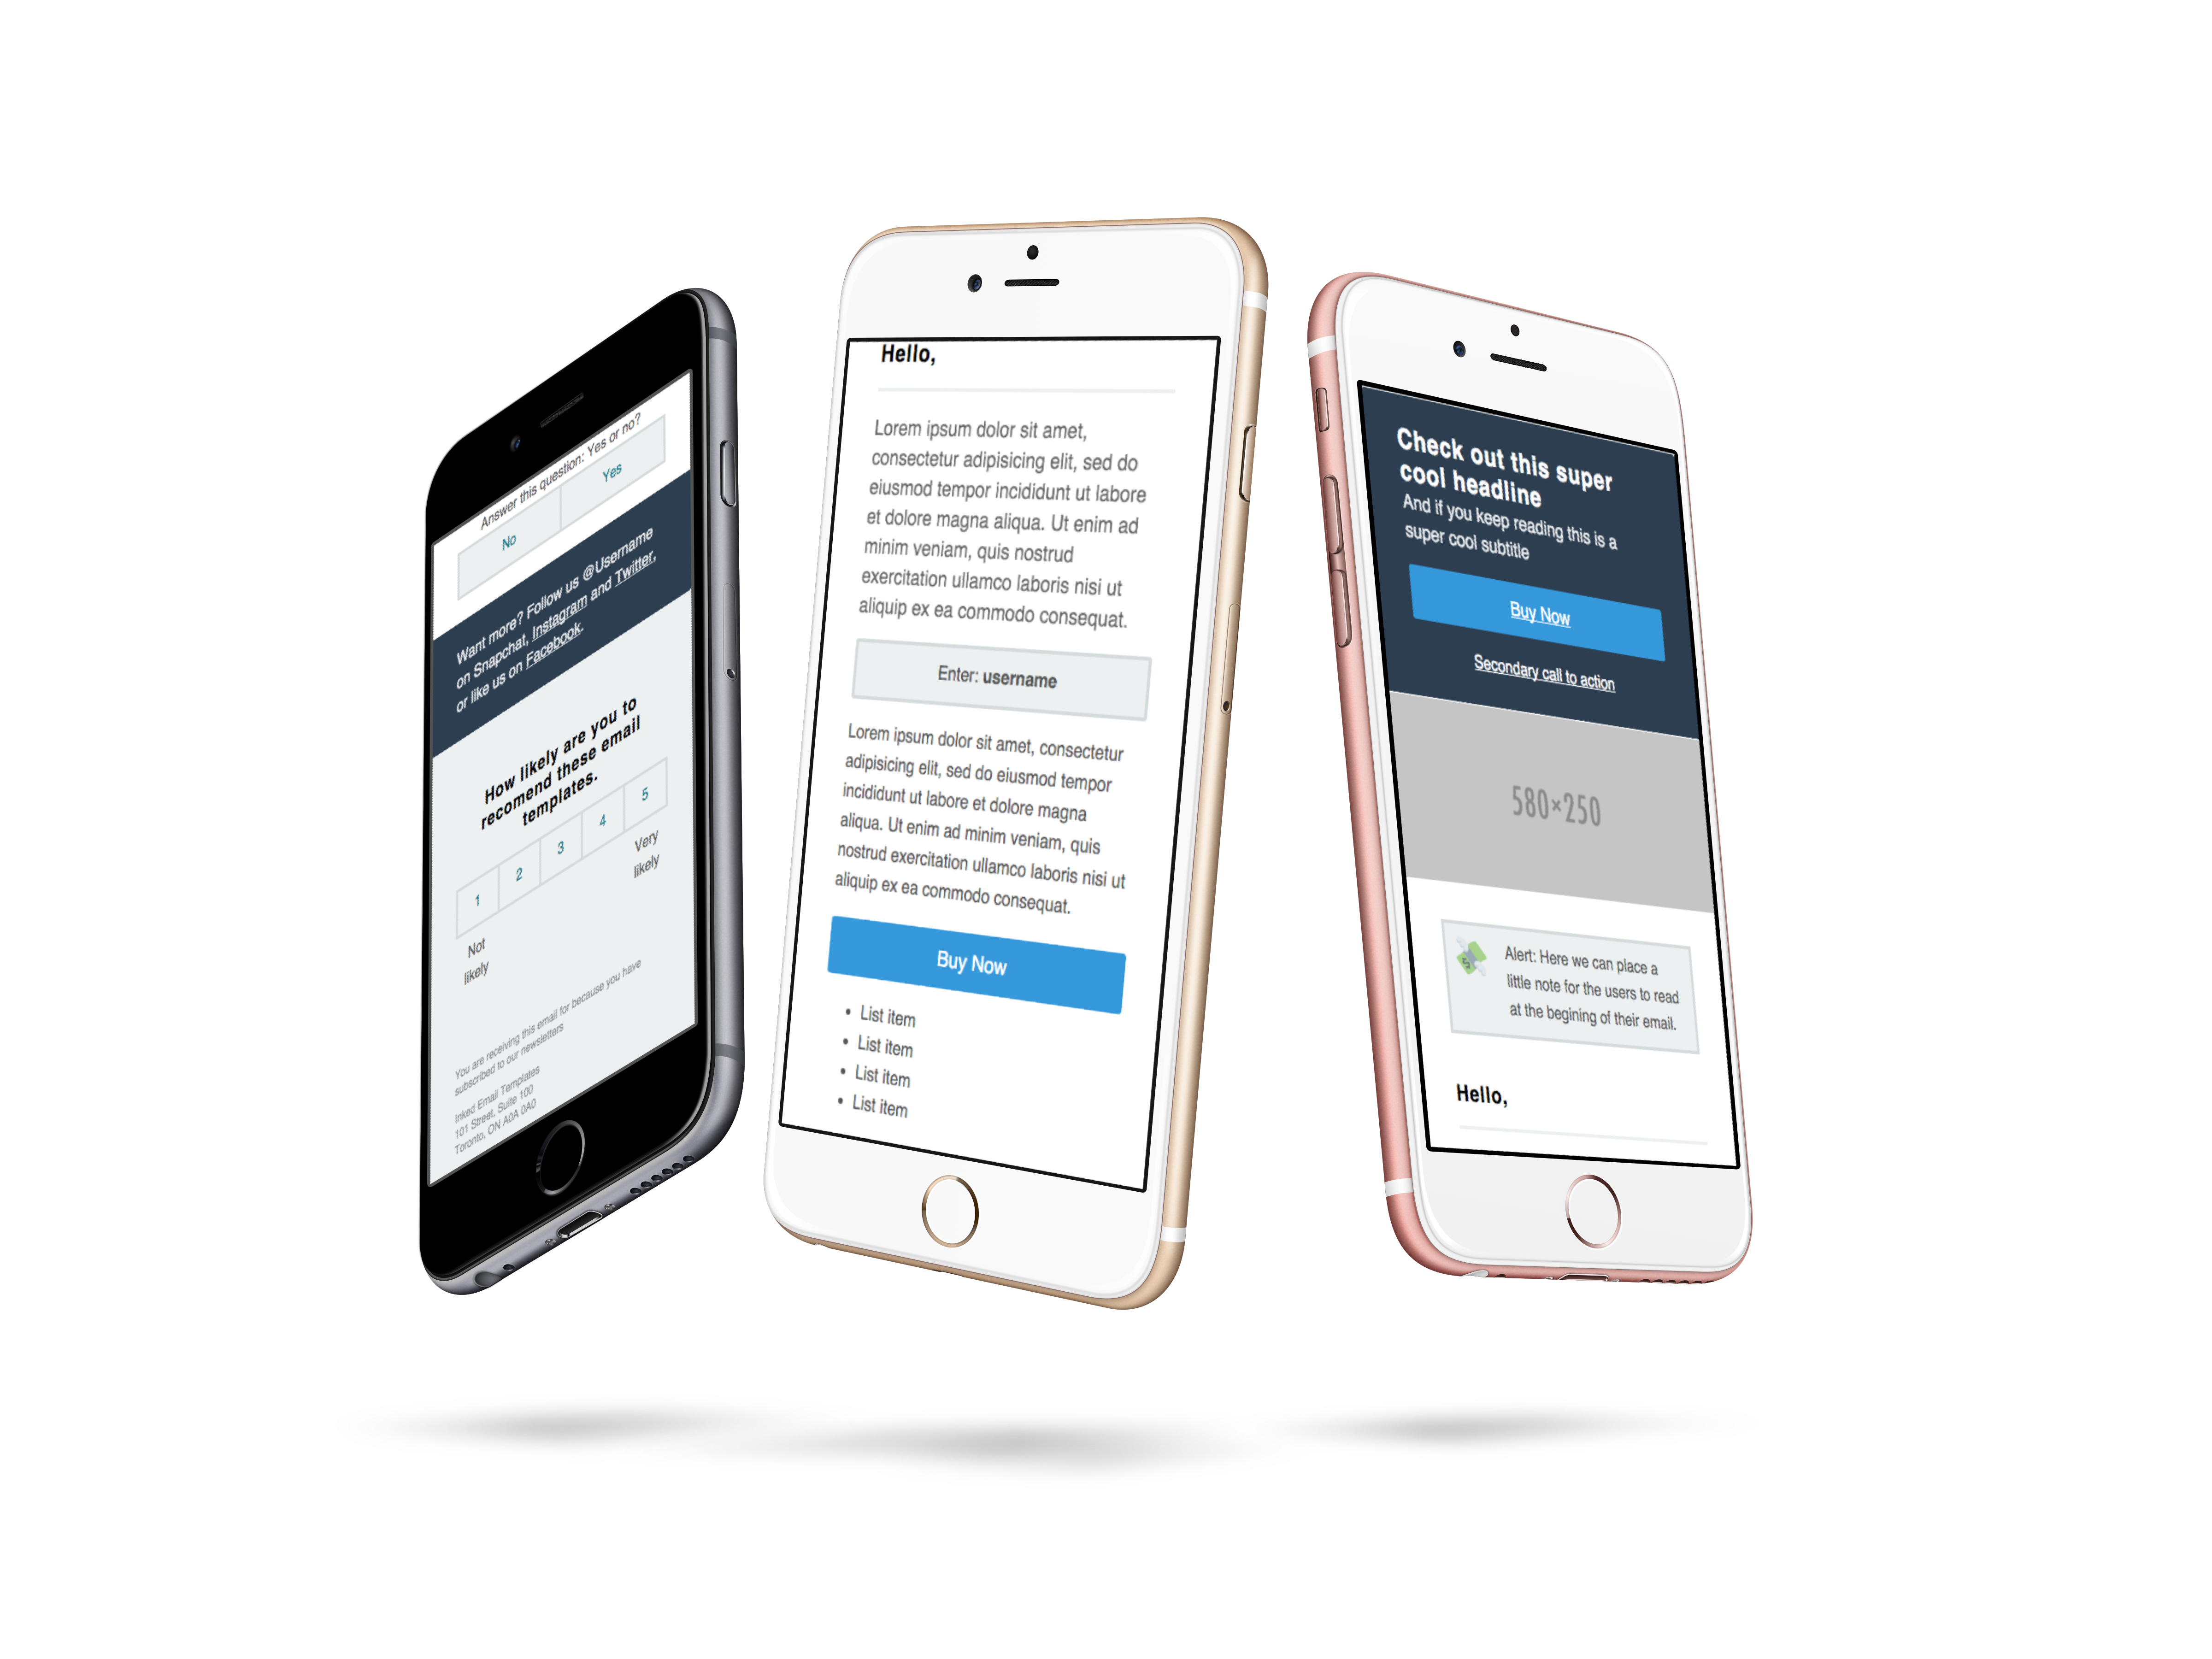 Answer this question: Yes or no?
No
Yes
Want more? Follow us @Username
on Snapchat, Instagram and Twitter,
or like us on Facebook.
How likely are you to
recomend these email
templates.
1
2
3
4
5
Not
likely
Very
likely
You are receiving this email for because you have
subscribed to our newsletters
Inked Email Templates
101 Street, Suite 100
Toronto, ON A0A 0A0
Hello,
Lorem ipsum dolor sit amet,
consectetur adipisicing elit, sed do
eiusmod tempor incididunt ut labore
et dolore magna aliqua. Ut enim ad
minim veniam, quis nostrud
exercitation ullamco laboris nisi ut
aliquip ex ea commodo consequat.
Enter: username
Lorem ipsum dolor sit amet, consectetur
adipisicing elit, sed do eiusmod tempor
incididunt ut labore et dolore magna
aliqua. Ut enim ad minim veniam, quis
nostrud exercitation ullamco laboris nisi ut
aliquip ex ea commodo consequat.
Buy Now
• List item
• List item
• List item
• List item
Check out this super
cool headline
And if you keep reading this is a
super cool subtitle
Buy Now
Secondary call to action
580×250
Alert: Here we can place a
little note for the users to read
at the begining of their email.
Hello,